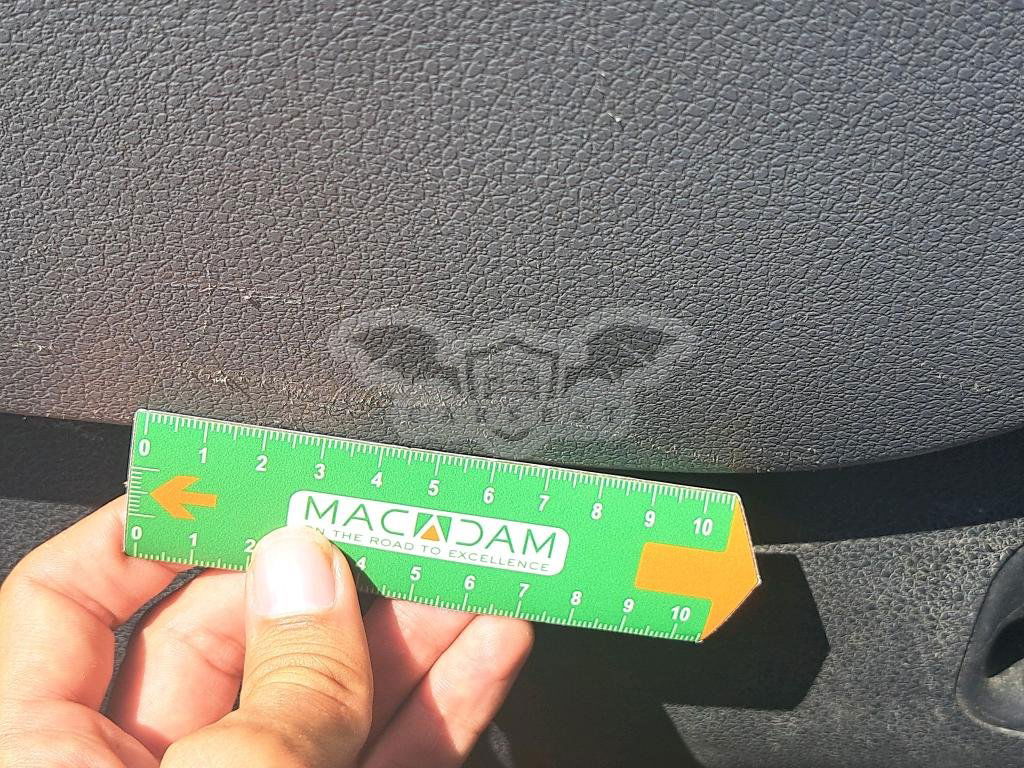 0 1 2 3 4 5 6 7 8 9 10
MACADAM
ON THE ROAD TO EXCELLENCE
0 1 2 4 5 6 7 8 9 10